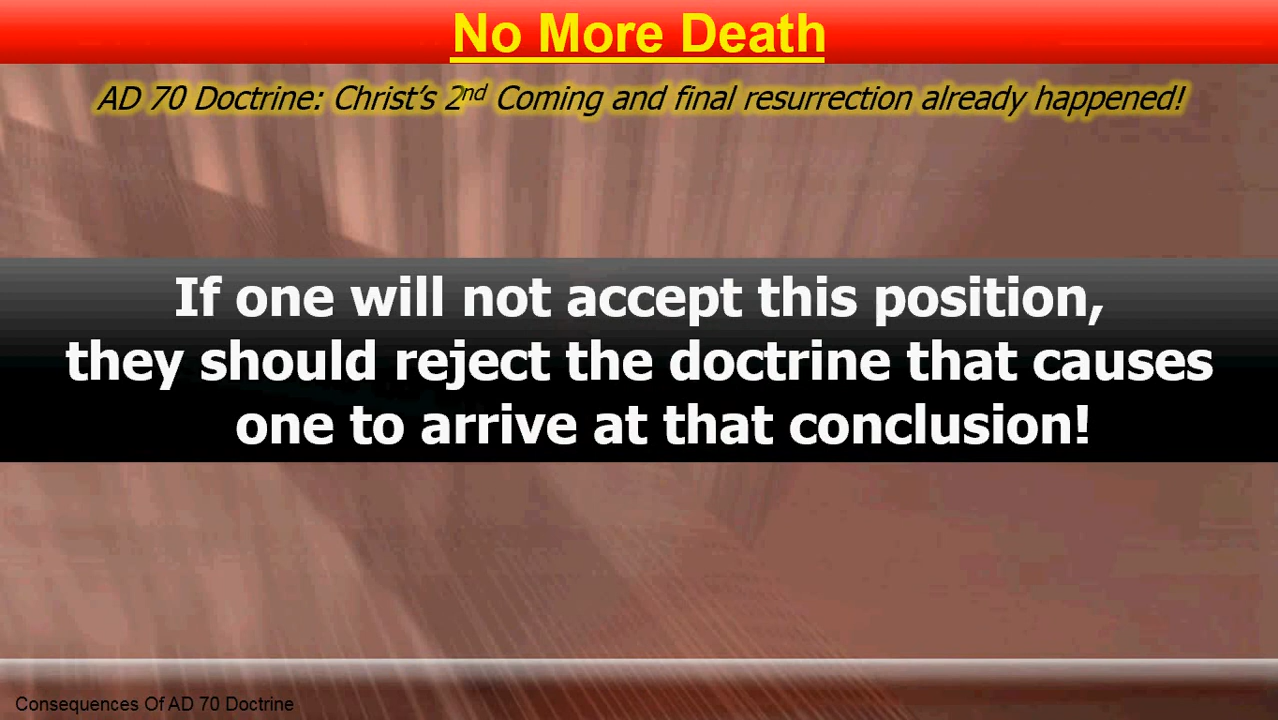 No More Death
AD 70 Doctrine: Christ's 2nd Coming and final resurrection already happened!
If one will not accept this position,
they should reject the doctrine that causes
one to arrive at that conclusion!
Consequences Of AD 70 Doctrine